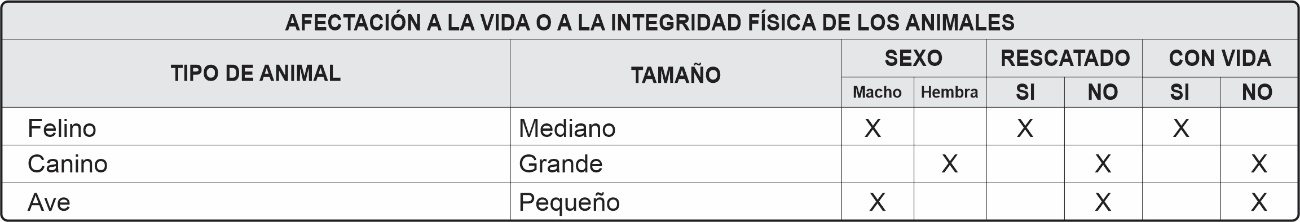 AFECTACIÓN A LA VIDA O A LA INTEGRIDAD FÍSICA DE LOS ANIMALES
TIPO DE ANIMAL TAMAÑO SEXO RESCATADO CON VIDA
Macho Hembra SI NO SI NO
Felino Mediano X X X
Canino Grande X X X
Ave Pequeño X X X